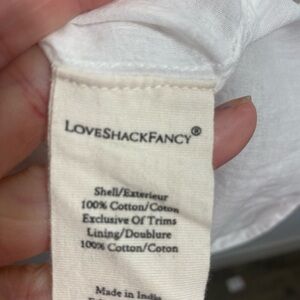 LoveShackFancy®
Shell/Exterieur
100% Cotton/Coton
Exclusive Of Trims
Lining/Doublure
100% Cotton/Coton
Made in India